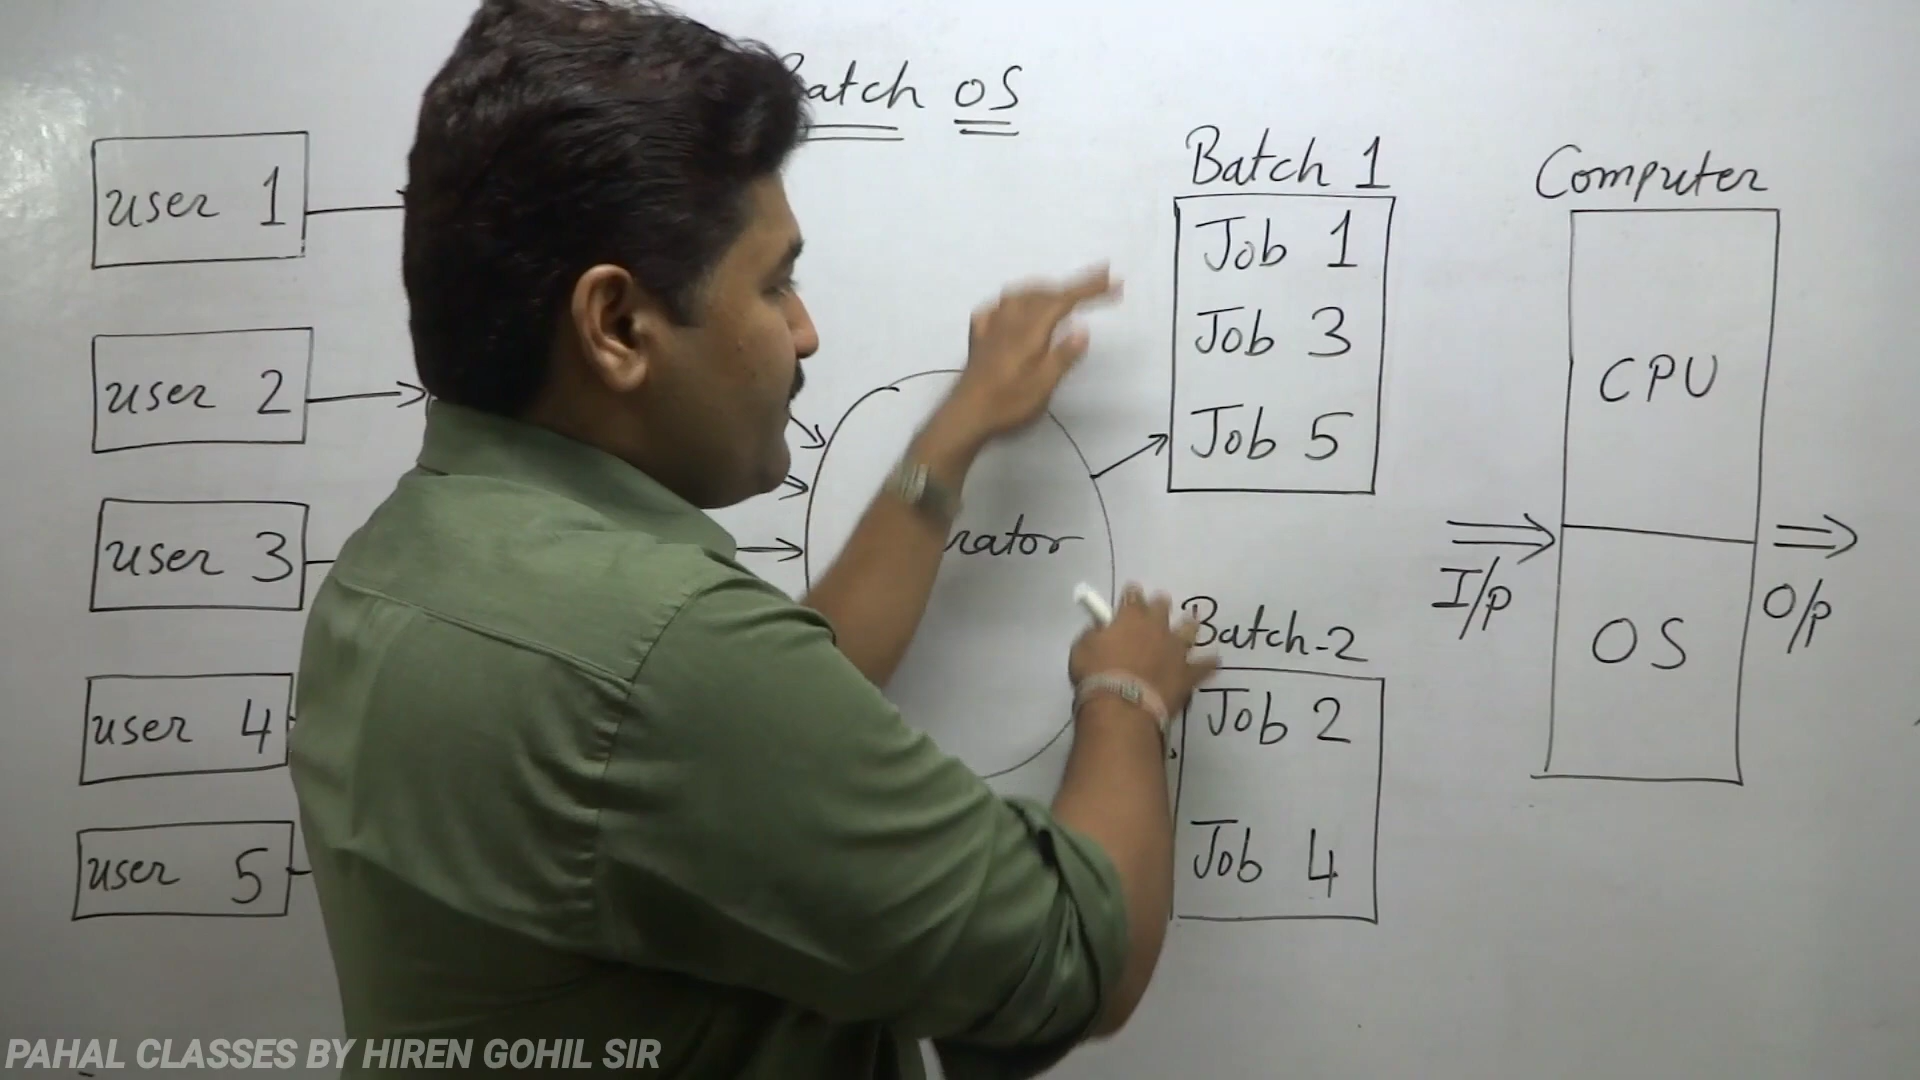 Batch OS
user 1
user 2
user 3
user 4
user 5
rator
Batch 1
Job 1
Job 3
Job 5
Batch-2
Job 2
Job 4
Computer
CPU
OS
I/P
O/P
PAHAL CLASSES BY HIREN GOHIL SIR